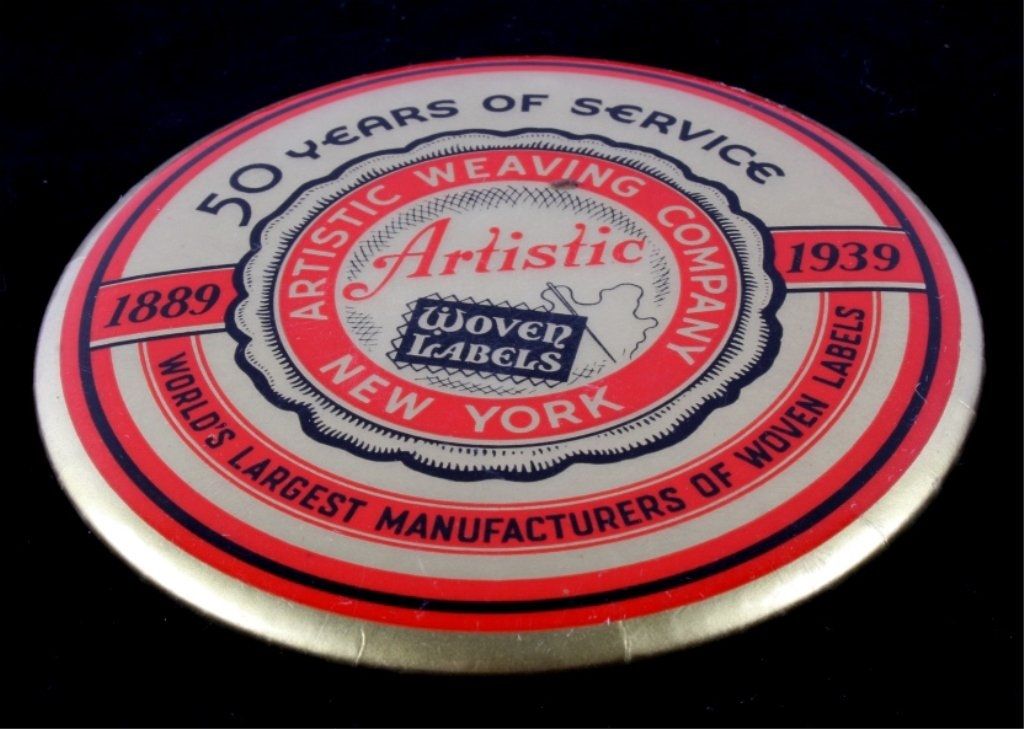 50 YEARS OF SERVICE
ARTISTIC WEAVING COMPANY
Artistic
WOVEN
LABELS
NEW YORK
1889
1939
WORLD'S LARGEST MANUFACTURERS OF WOVEN LABELS